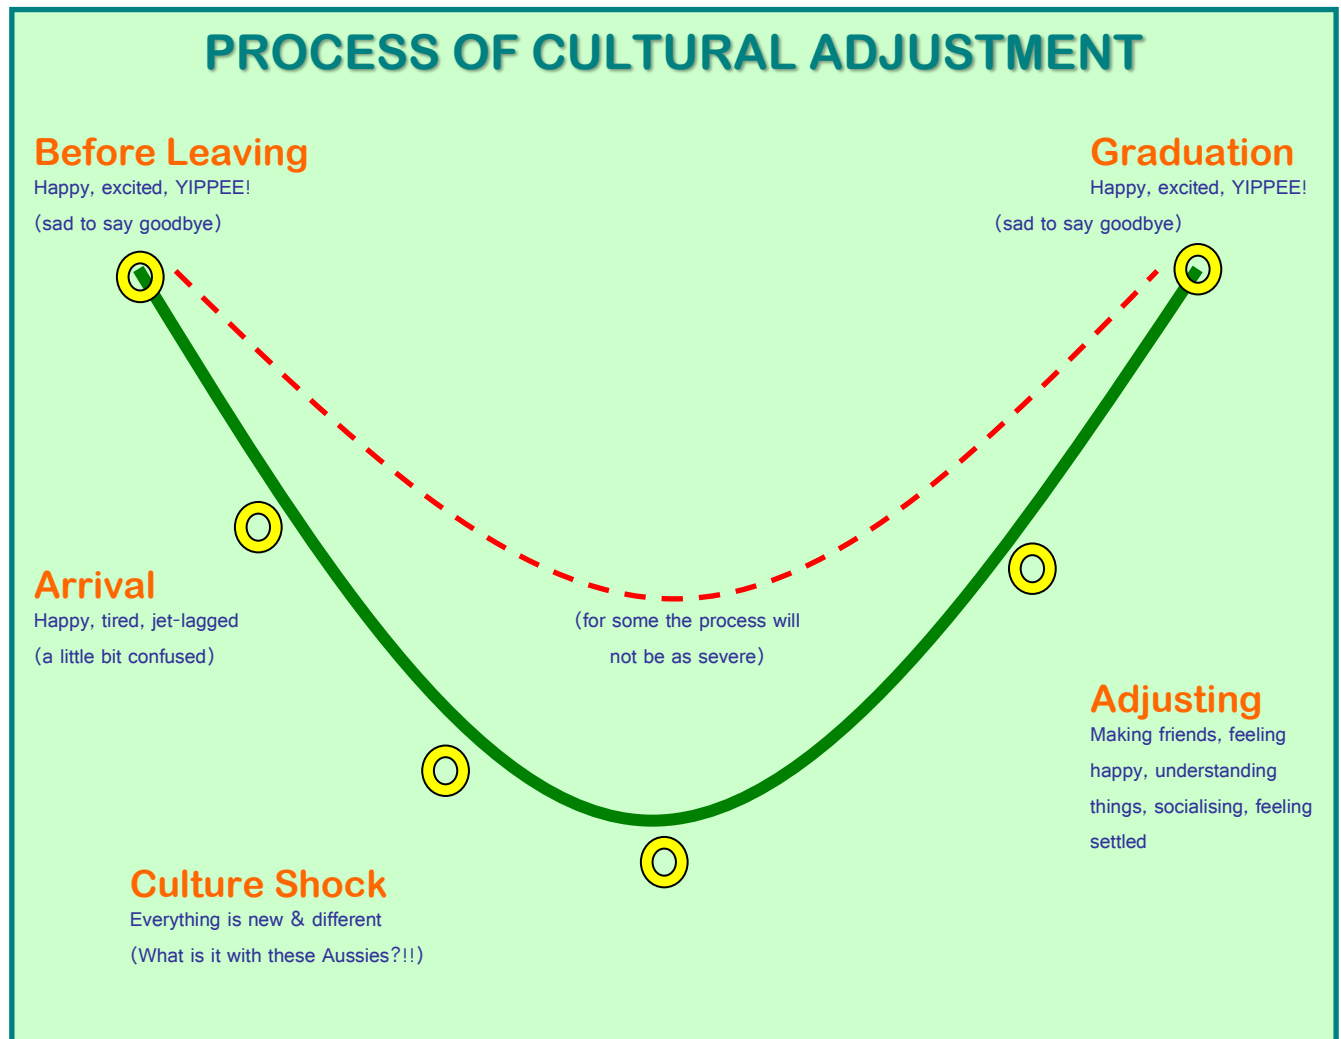 PROCESS OF CULTURAL ADJUSTMENT
Before Leaving
Happy, excited, YIPPEE!
(sad to say goodbye)
Graduation
Happy, excited, YIPPEE!
(sad to say goodbye)
Arrival
Happy, tired, jet-lagged
(a little bit confused)
(for some the process will
not be as severe)
Adjusting
Making friends, feeling
happy, understanding
things, socialising, feeling
settled
Culture Shock
Everything is new & different
(What is it with these Aussies?!!)